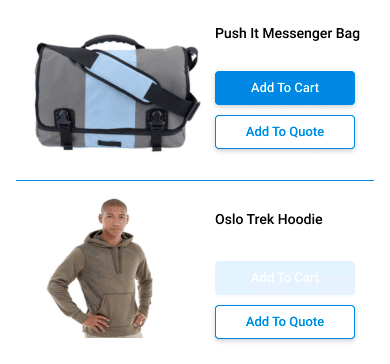 Push It Messenger Bag
Add To Cart
Add To Quote
Oslo Trek Hoodie
Add To Cart
Add To Quote